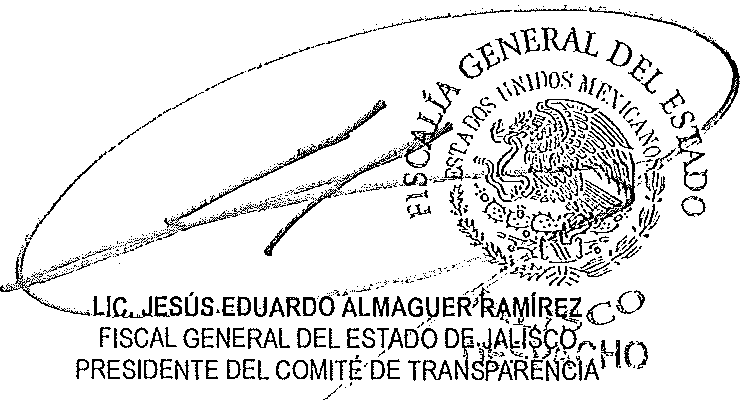 FISCALÍA GENERAL DEL ESTADO
ESTADOS UNIDOS MEXICANOS
LIC. JESÚS EDUARDO ALMAGUER RAMÍREZ
FISCAL GENERAL DEL ESTADO DE JALISCO
PRESIDENTE DEL COMITÉ DE TRANSPARENCIA